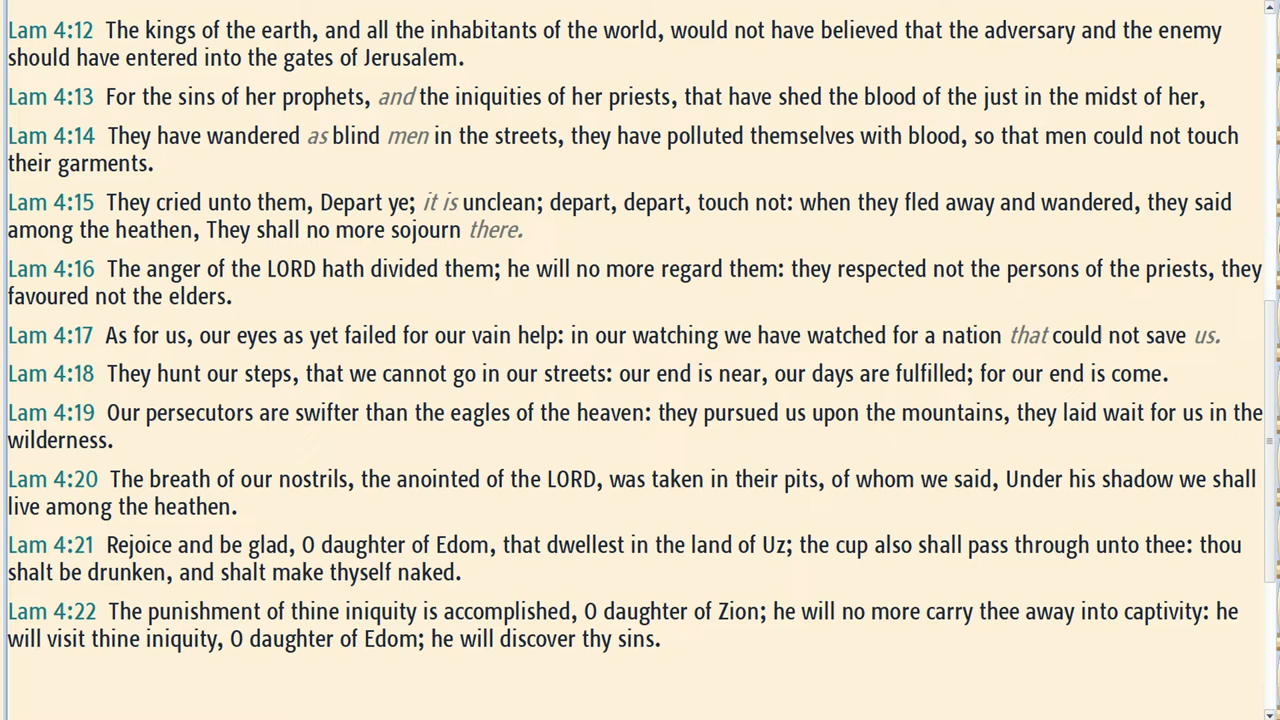 Lam 4:12 The kings of the earth, and all the inhabitants of the world, would not have believed that the adversary and the enemy
should have entered into the gates of Jerusalem.
Lam 4:13 For the sins of her prophets, and the iniquities of her priests, that have shed the blood of the just in the midst of her,
Lam 4:14 They have wandered as blind men in the streets, they have polluted themselves with blood, so that men could not touch
their garments.
Lam 4:15 They cried unto them, Depart ye; it is unclean; depart, depart, touch not: when they fled away and wandered, they said
among the heathen, They shall no more sojourn there.
Lam 4:16 The anger of the LORD hath divided them; he will no more regard them: they respected not the persons of the priests, they
favoured not the elders.
Lam 4:17 As for us, our eyes as yet failed for our vain help: in our watching we have watched for a nation that could not save us.
Lam 4:18 They hunt our steps, that we cannot go in our streets: our end is near, our days are fulfilled; for our end is come.
Lam 4:19 Our persecutors are swifter than the eagles of the heaven: they pursued us upon the mountains, they laid wait for us in the
wilderness.
Lam 4:20 The breath of our nostrils, the anointed of the LORD, was taken in their pits, of whom we said, Under his shadow we shall
live among the heathen.
Lam 4:21 Rejoice and be glad, O daughter of Edom, that dwellest in the land of Uz; the cup also shall pass through unto thee: thou
shalt be drunken, and shalt make thyself naked.
Lam 4:22 The punishment of thine iniquity is accomplished, O daughter of Zion; he will no more carry thee away into captivity: he
will visit thine iniquity, O daughter of Edom; he will discover thy sins.